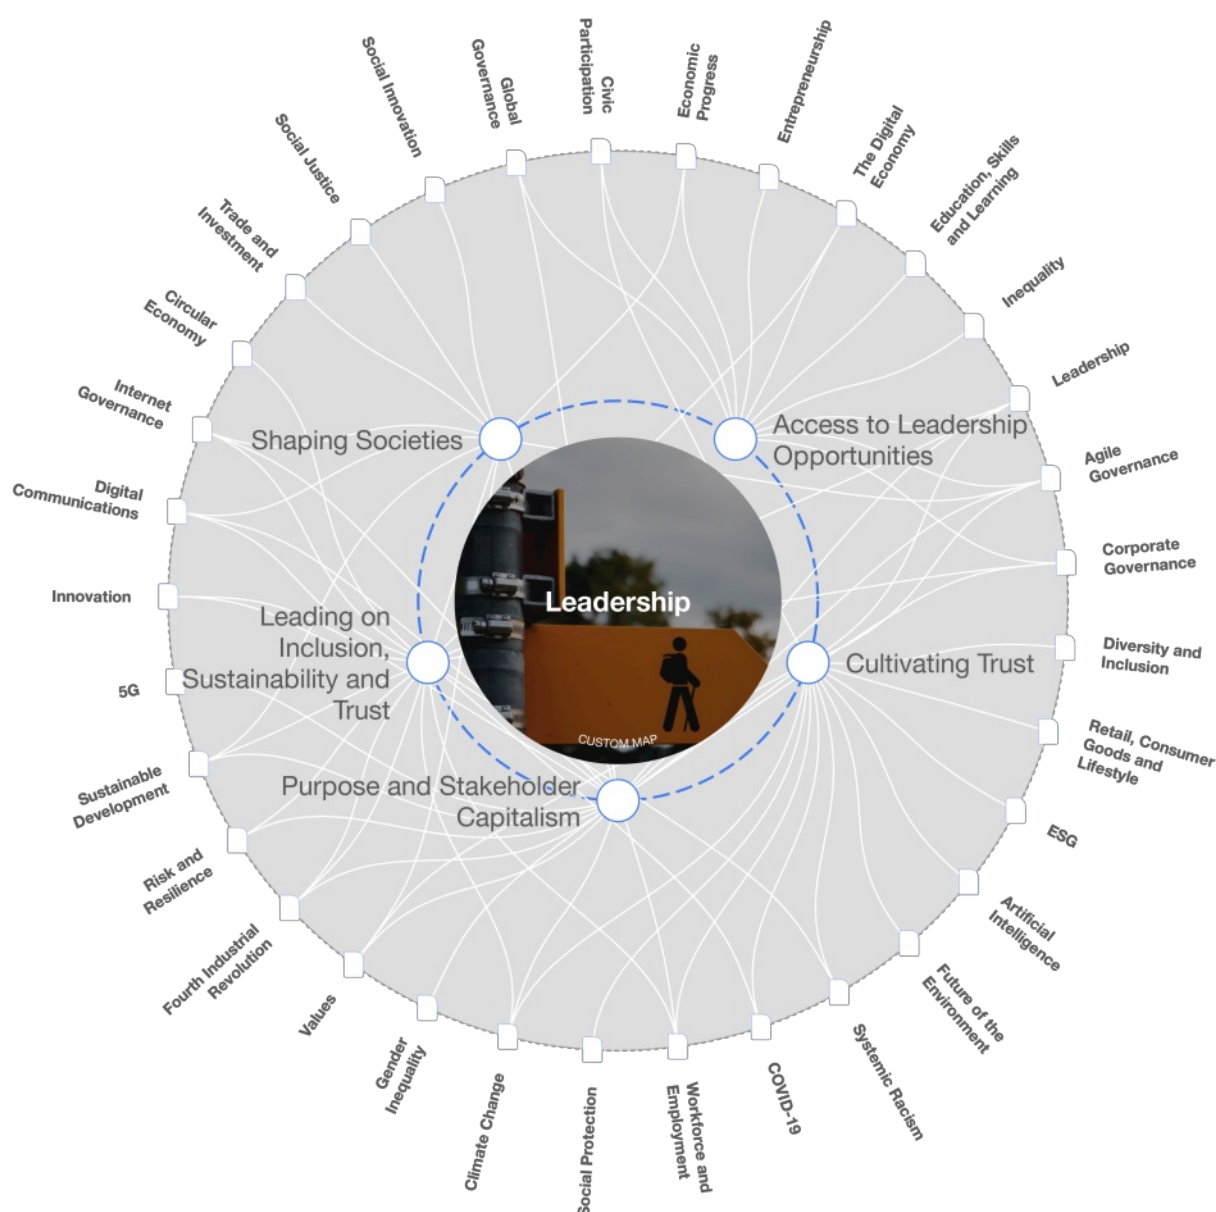 Leadership
CUSTOM MAP
Shaping Societies
Access to Leadership
Opportunities
Cultivating Trust
Purpose and Stakeholder
Capitalism
Leading on
Inclusion,
Sustainability and
Trust
Civic
Participation
Economic
Progress
Entrepreneurship
The Digital
Economy
Education, Skills
and Learning
Inequality
Leadership
Agile
Governance
Corporate
Governance
Diversity and
Inclusion
Retail, Consumer
Goods and
Lifestyle
ESG
Artificial
Intelligence
Future of the
Environment
Systemic Racism
COVID-19
Workforce and
Employment
Social Protection
Climate Change
Gender
Inequality
Values
Fourth Industrial
Revolution
Risk and
Resilience
Sustainable
Development
5G
Innovation
Digital
Communications
Internet
Governance
Circular
Economy
Trade and
Investment
Social Justice
Social Innovation
Global
Governance